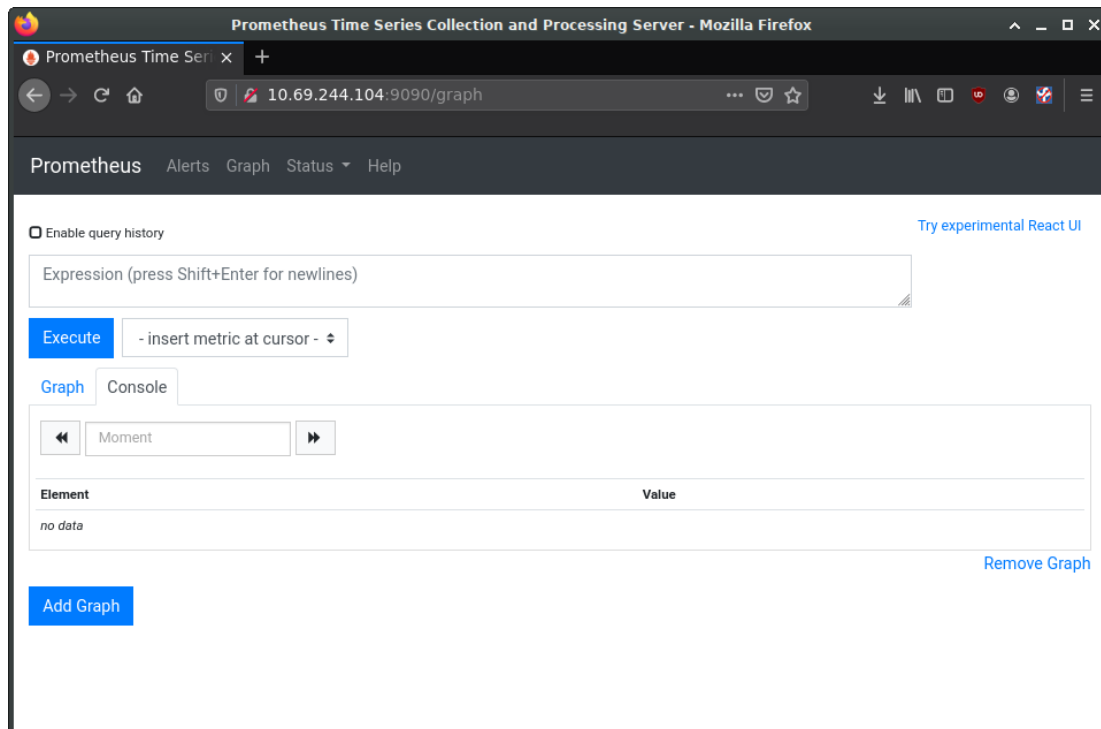 Prometheus Time Series Collection and Processing Server - Mozilla Firefox
Prometheus Time Seri
10.69.244.104:9090/graph
Prometheus Alerts Graph Status Help
Enable query history
Try experimental React UI
Expression (press Shift+Enter for newlines)
Execute
- insert metric at cursor -
Graph Console
Moment
Element Value
no data
Remove Graph
Add Graph